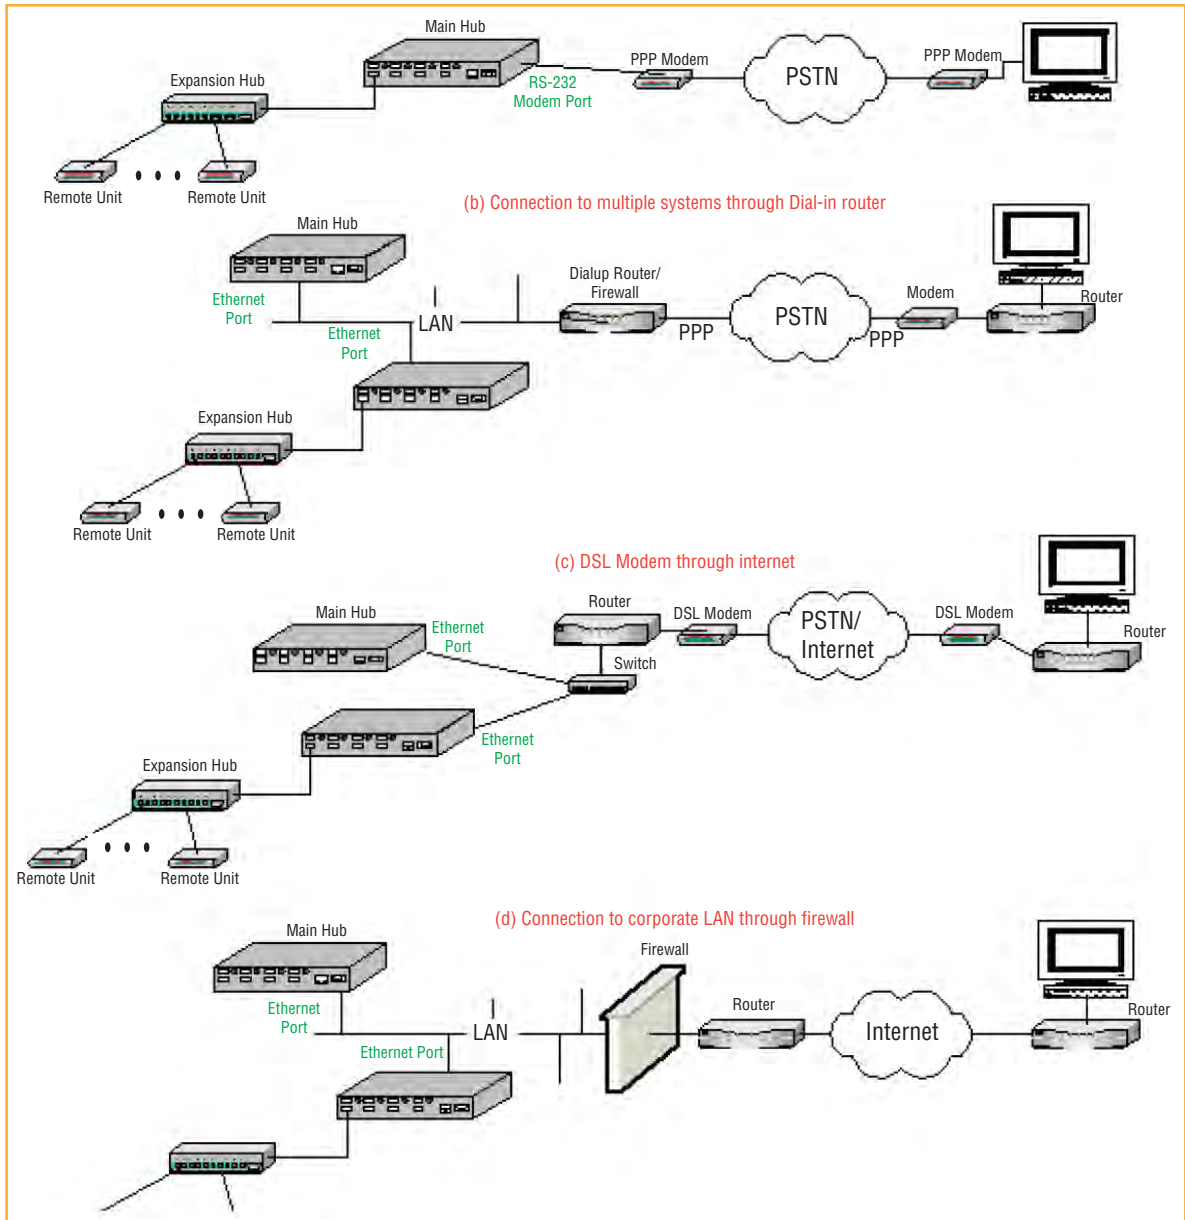 Main Hub
PPP Modem
PPP Modem
PSTN
Expansion Hub
RS-232
Modem Port
Remote Unit
Remote Unit
(b) Connection to multiple systems through Dial-in router
Main Hub
Dialup Router/
Firewall
Modem
Router
Ethernet
Port
Ethernet
Port
LAN
PPP
PSTN
PPP
Expansion Hub
Remote Unit
Remote Unit
(c) DSL Modem through internet
Main Hub
Ethernet
Port
Router
DSL Modem
PSTN/
Internet
DSL Modem
Router
Switch
Ethernet
Port
Expansion Hub
Remote Unit
Remote Unit
(d) Connection to corporate LAN through firewall
Main Hub
Firewall
Ethernet
Port
LAN
Router
Internet
Router
Ethernet Port